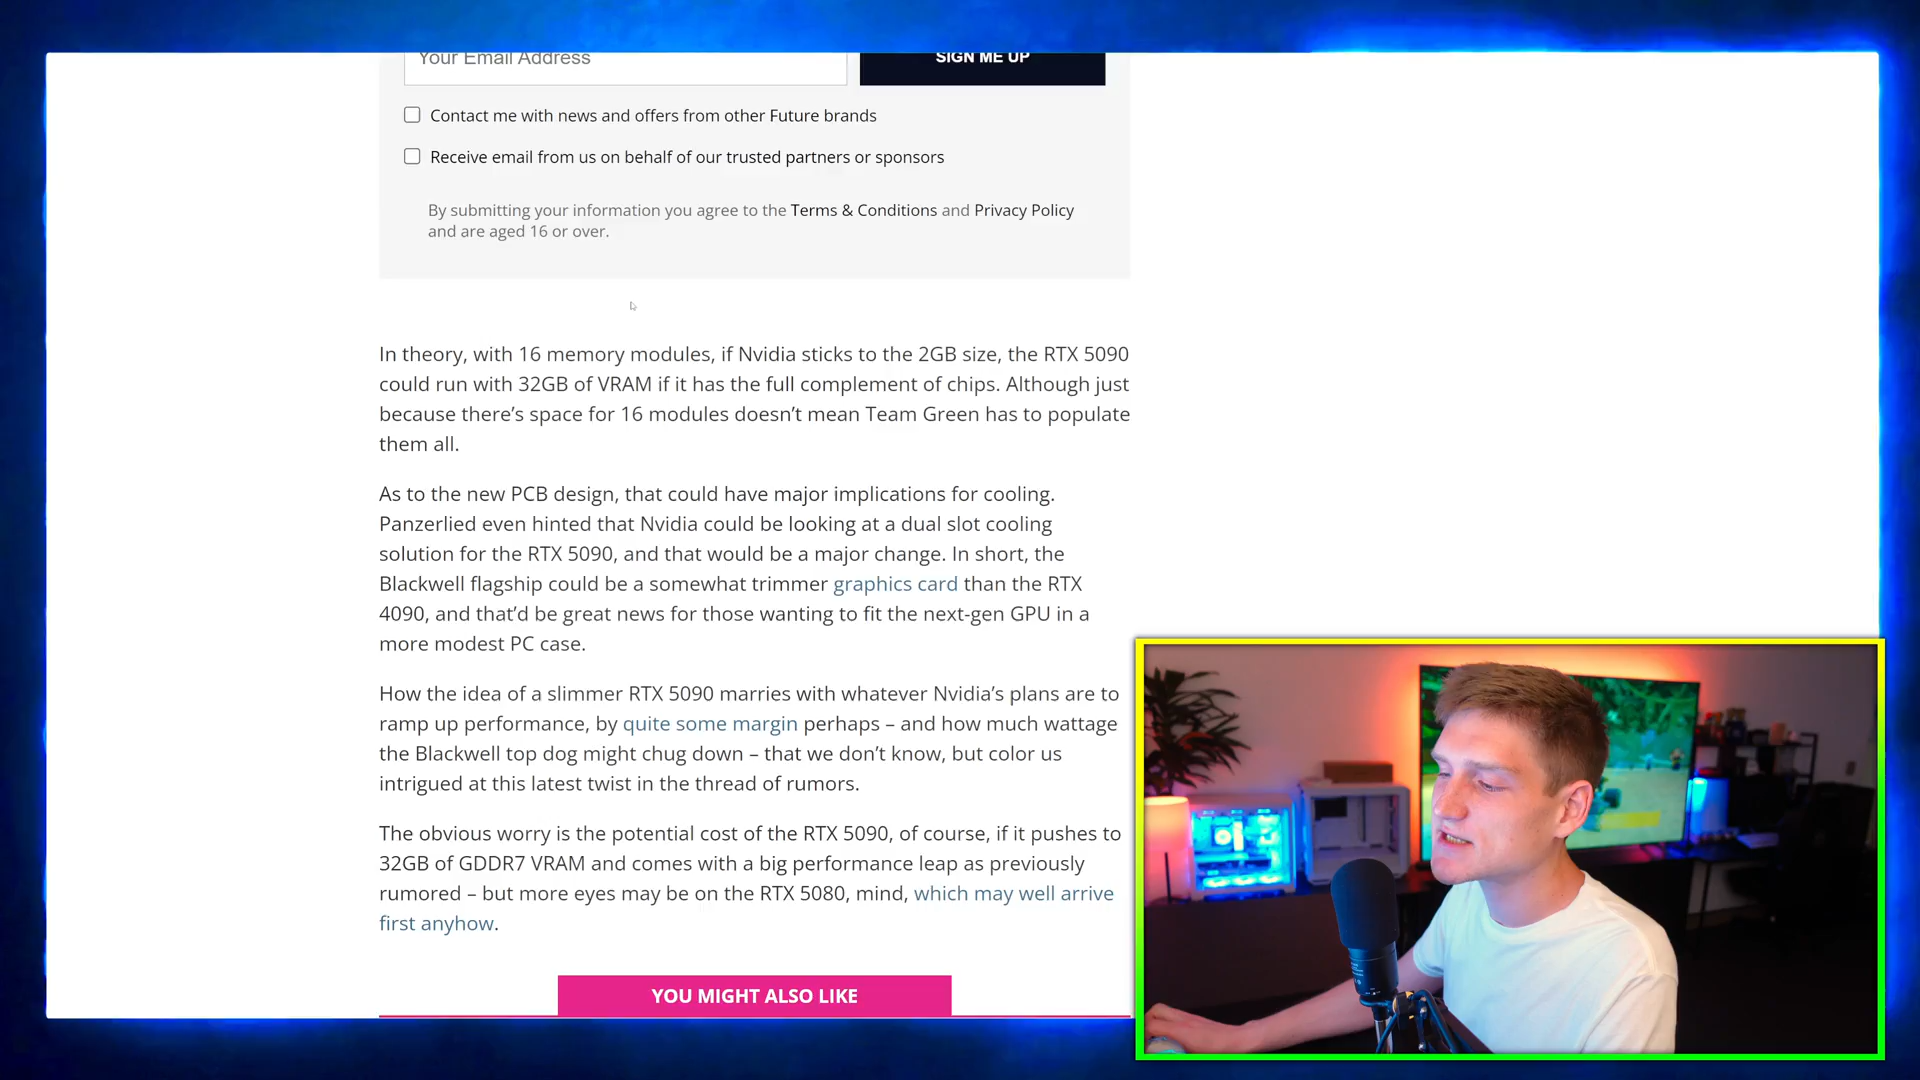 Your Email Address
SIGN ME UP
Contact me with news and offers from other Future brands
Receive email from us on behalf of our trusted partners or sponsors
By submitting your information you agree to the Terms & Conditions and Privacy Policy
and are aged 16 or over.
In theory, with 16 memory modules, if Nvidia sticks to the 2GB size, the RTX 5090
could run with 32GB of VRAM if it has the full complement of chips. Although just
because there’s space for 16 modules doesn’t mean Team Green has to populate
them all.
As to the new PCB design, that could have major implications for cooling.
Panzerlied even hinted that Nvidia could be looking at a dual slot cooling
solution for the RTX 5090, and that would be a major change. In short, the
Blackwell flagship could be a somewhat trimmer graphics card than the RTX
4090, and that’d be great news for those wanting to fit the next-gen GPU in a
more modest PC case.
How the idea of a slimmer RTX 5090 marries with whatever Nvidia’s plans are to
ramp up performance, by quite some margin perhaps – and how much wattage
the Blackwell top dog might chug down – that we don’t know, but color us
intrigued at this latest twist in the thread of rumors.
The obvious worry is the potential cost of the RTX 5090, of course, if it pushes to
32GB of GDDR7 VRAM and comes with a big performance leap as previously
rumored – but more eyes may be on the RTX 5080, mind, which may well arrive
first anyhow.
YOU MIGHT ALSO LIKE